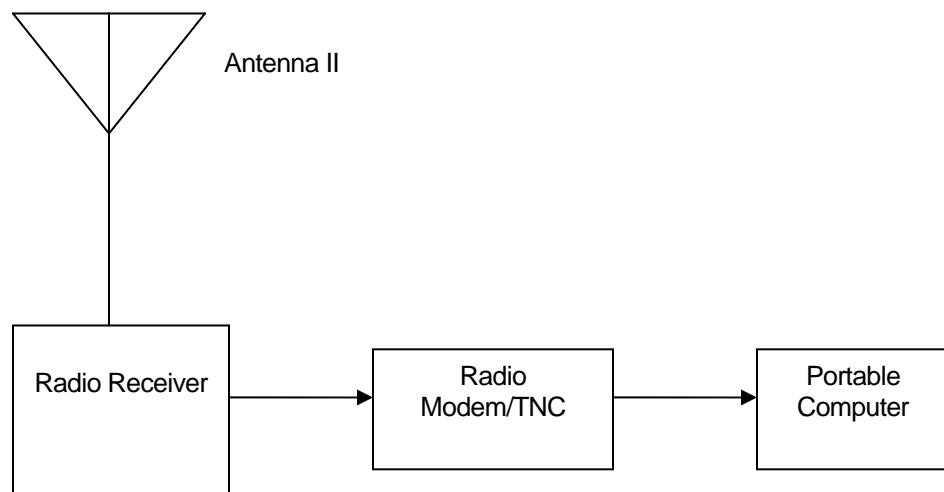 Antenna II
Radio Receiver
Radio
Modem/TNC
Portable
Computer